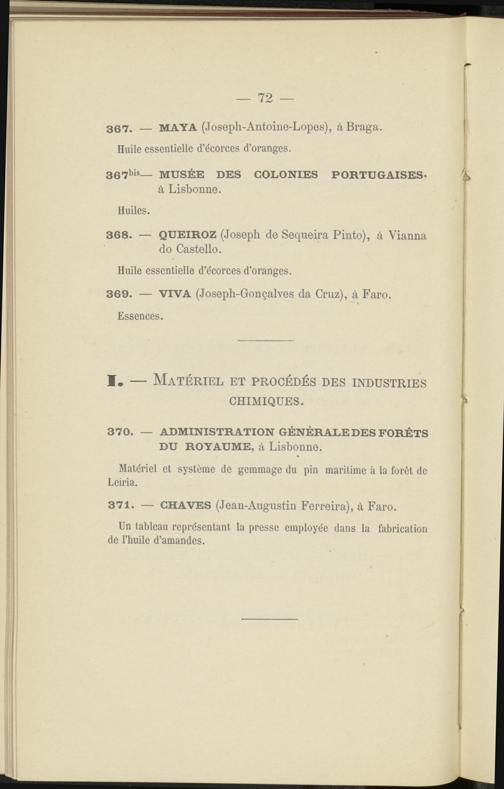 — 72 —
367. — MAYA (Joseph-Antoine-Lopes), à Braga.
Huile essentielle d'écorces d'oranges.
367bis— MUSÉE DES COLONIES PORTUGAISES,
à Lisbonne.
Huiles.
368. — QUEIROZ (Joseph de Sequeira Pinto), à Vianna
do Castello.
Huile essentielle d'écorces d'oranges.
369. — VIVA (Joseph-Gonçalves da Cruz), à Faro.
Essences.
I. — MATÉRIEL ET PROCÉDÉS DES INDUSTRIES
CHIMIQUES.
370. — ADMINISTRATION GÉNÉRALE DES FORÊTS
DU ROYAUME, à Lisbonne.
Matériel et système de gemmage du pin maritime à la forêt de
Leiria.
371. — CHAVES (Jean-Augustin Ferreira), à Faro.
Un tableau représentant la presse employée dans la fabrication
de l'huile d'amandes.